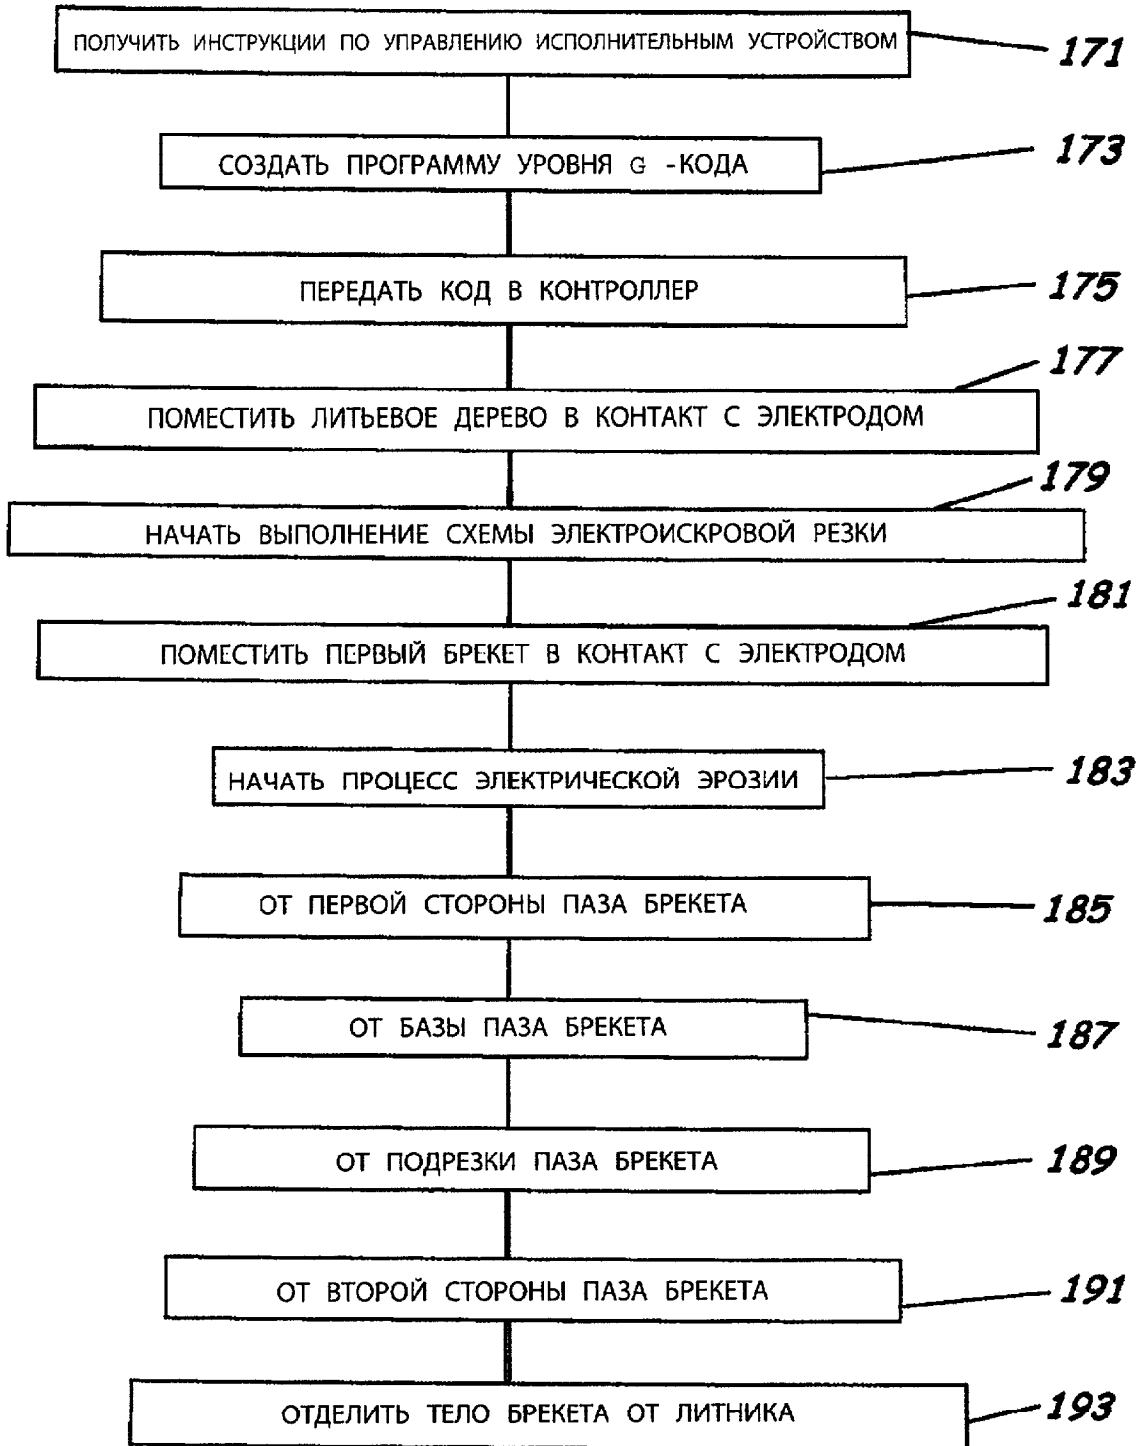 ПОЛУЧИТЬ ИНСТРУКЦИИ ПО УПРАВЛЕНИЮ ИСПОЛНИТЕЛЬНЫМ УСТРОЙСТВОМ
171
СОЗДАТЬ ПРОГРАММУ УРОВНЯ G -КОДА
173
ПЕРЕДАТЬ КОД В КОНТРОЛЛЕР
175
ПОМЕСТИТЬ ЛИТЬЕВОЕ ДЕРЕВО В КОНТАКТ С ЭЛЕКТРОДОМ
177
НАЧАТЬ ВЫПОЛНЕНИЕ СХЕМЫ ЭЛЕКТРОИСКРОВОЙ РЕЗКИ
179
ПОМЕСТИТЬ ПЕРВЫЙ БРЕКЕТ В КОНТАКТ С ЭЛЕКТРОДОМ
181
НАЧАТЬ ПРОЦЕСС ЭЛЕКТРИЧЕСКОЙ ЭРОЗИИ
183
ОТ ПЕРВОЙ СТОРОНЫ ПАЗА БРЕКЕТА
185
ОТ БАЗЫ ПАЗА БРЕКЕТА
187
ОТ ПОДРЕЗКИ ПАЗА БРЕКЕТА
189
ОТ ВТОРОЙ СТОРОНЫ ПАЗА БРЕКЕТА
191
ОТДЕЛИТЬ ТЕЛО БРЕКЕТА ОТ ЛИТНИКА
193